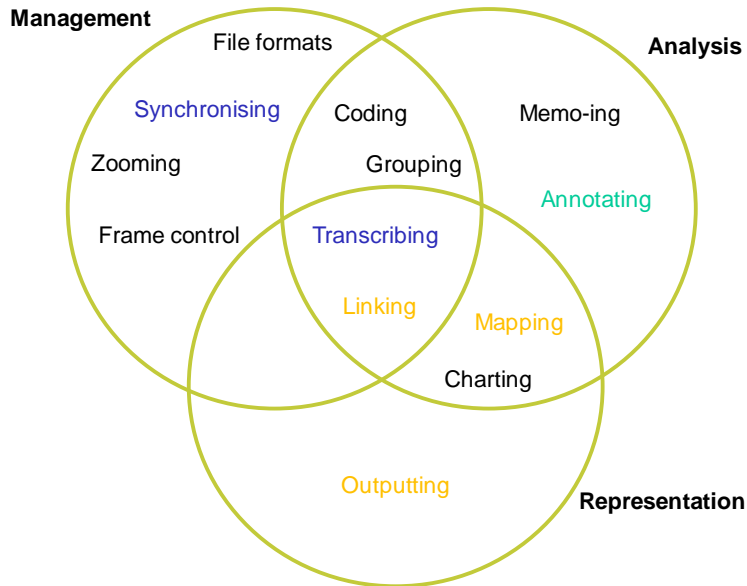 Management
File formats
Analysis
Synchronising
Coding
Memo-ing
Zooming
Grouping
Annotating
Frame control
Transcribing
Linking
Mapping
Charting
Outputting
Representation